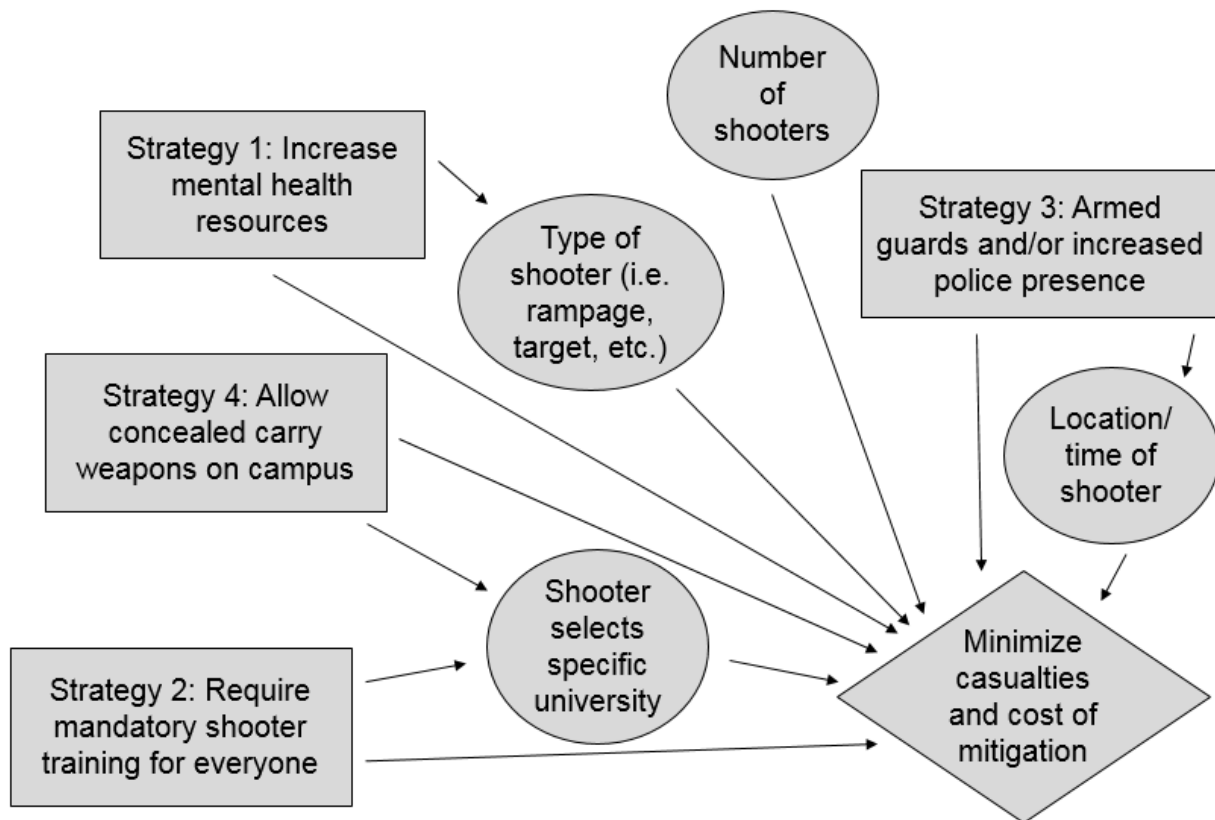 Number
of
shooters
Strategy 1: Increase
mental health
resources
Type of
shooter (i.e.
rampage,
target, etc.)
Strategy 3: Armed
guards and/or increased
police presence
Strategy 4: Allow
concealed carry
weapons on campus
Location/
time of
shooter
Shooter
selects
specific
university
Strategy 2: Require
mandatory shooter
training for everyone
Minimize
casualties
and cost of
mitigation